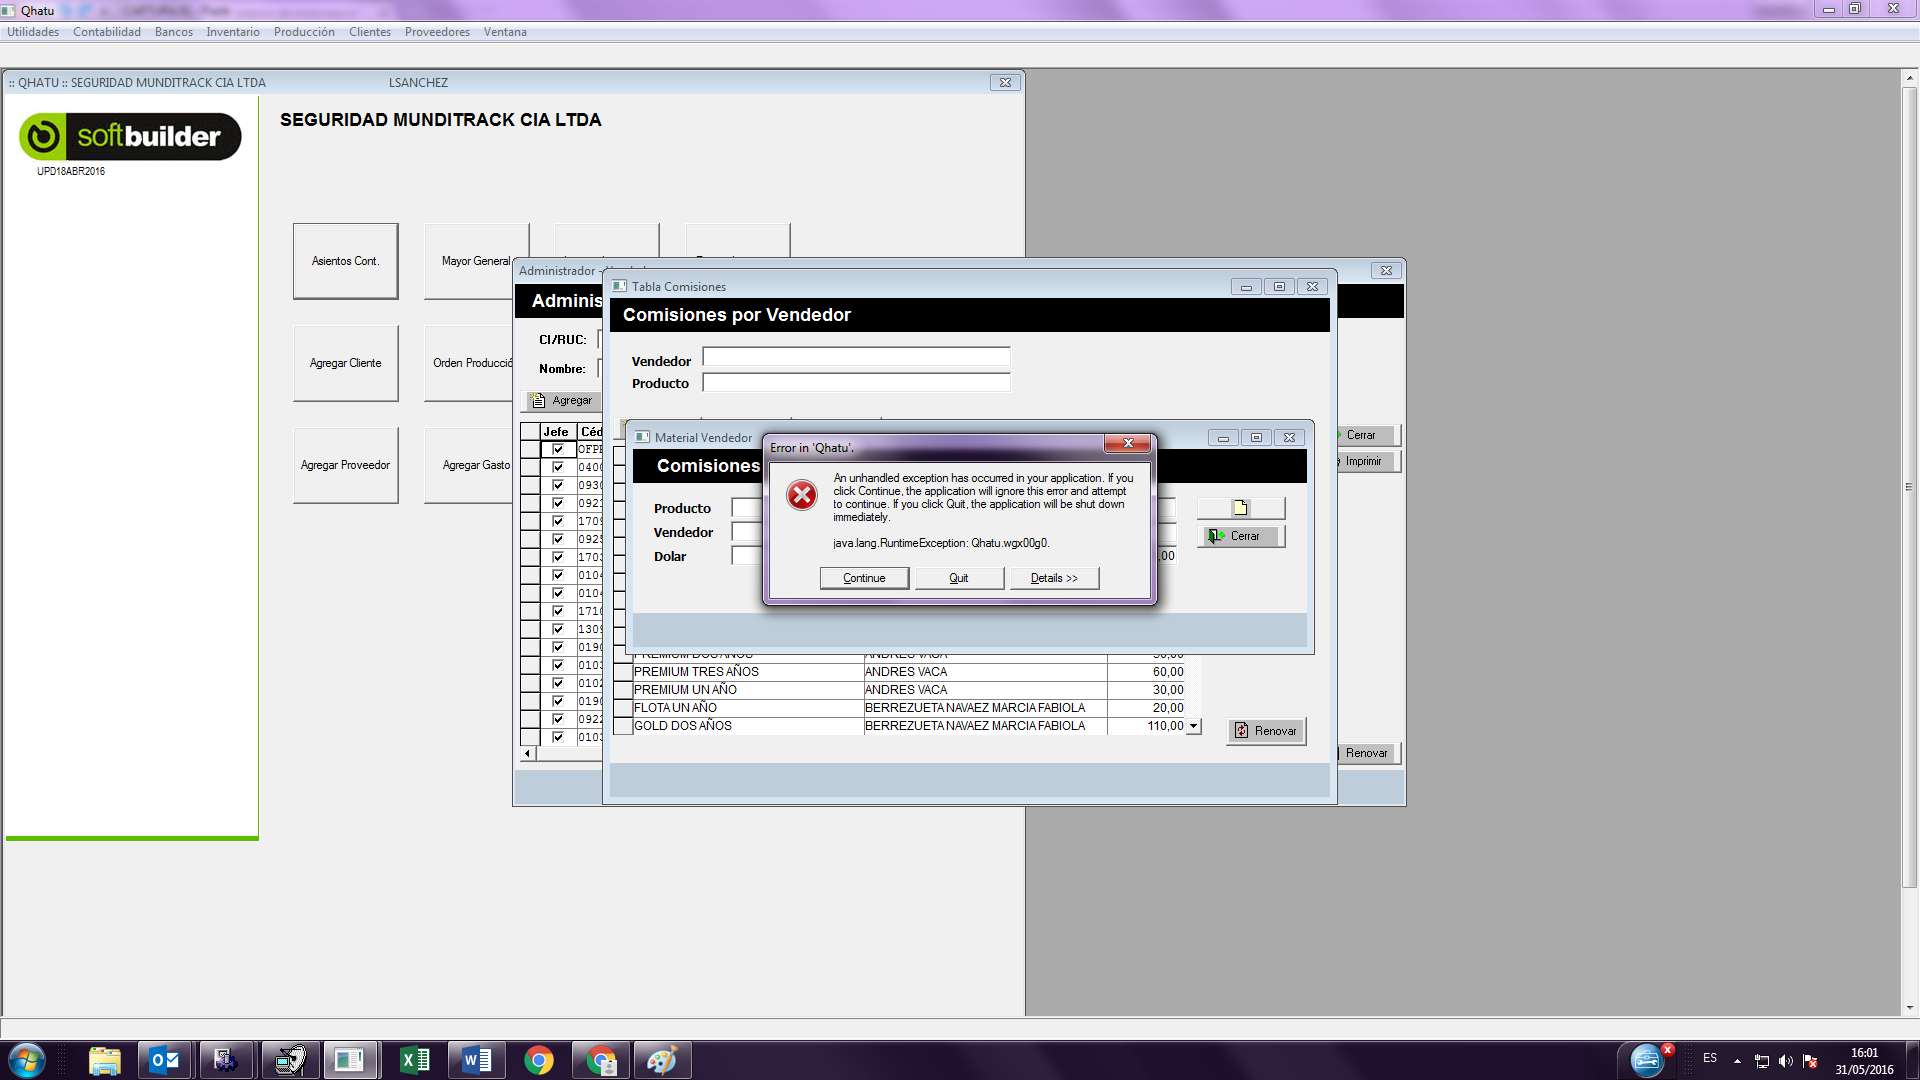 Qhatu
Utilidades Contabilidad Bancos Inventario Producción Clientes Proveedores Ventana
:: QHATU :: SEGURIDAD MUNDITRACK CIA LTDA LSANCHEZ
softbuilder
UPD18ABR2016
SEGURIDAD MUNDITRACK CIA LTDA
Asientos Cont.
Mayor General
Agregar Cliente
Orden Producció
Agregar Proveedor
Agregar Gasto
Administrador -
Adminis
CI/RUC:
Nombre:
Agregar
Jefe Céd
OFPI
040
093
092
170
092
170
010
010
171
130
019
010
010
019
092
010
Cerrar
Imprimir
Renovar
Tabla Comisiones
Comisiones por Vendedor
Vendedor
Producto
Material Vendedor
Comisiones
Producto
Vendedor
Dolar
,00
Cerrar
Error in 'Qhatu'.
An unhandled exception has occurred in your application. If you
click Continue, the application will ignore this error and attempt
to continue. If you click Quit, the application will be shut down
immediately.
java.lang.RuntimeException: Qhatu.wgx00g0.
Continue Quit Details >>
PREMIUM DOS AÑOS ANDRES VACA
PREMIUM TRES AÑOS ANDRES VACA 60,00
PREMIUM UN AÑO ANDRES VACA 30,00
FLOTA UN AÑO BERREZUETA NAVAEZ MARCIA FABIOLA 20,00
GOLD DOS AÑOS BERREZUETA NAVAEZ MARCIA FABIOLA 110,00
Renovar
ES
16:01
31/05/2016